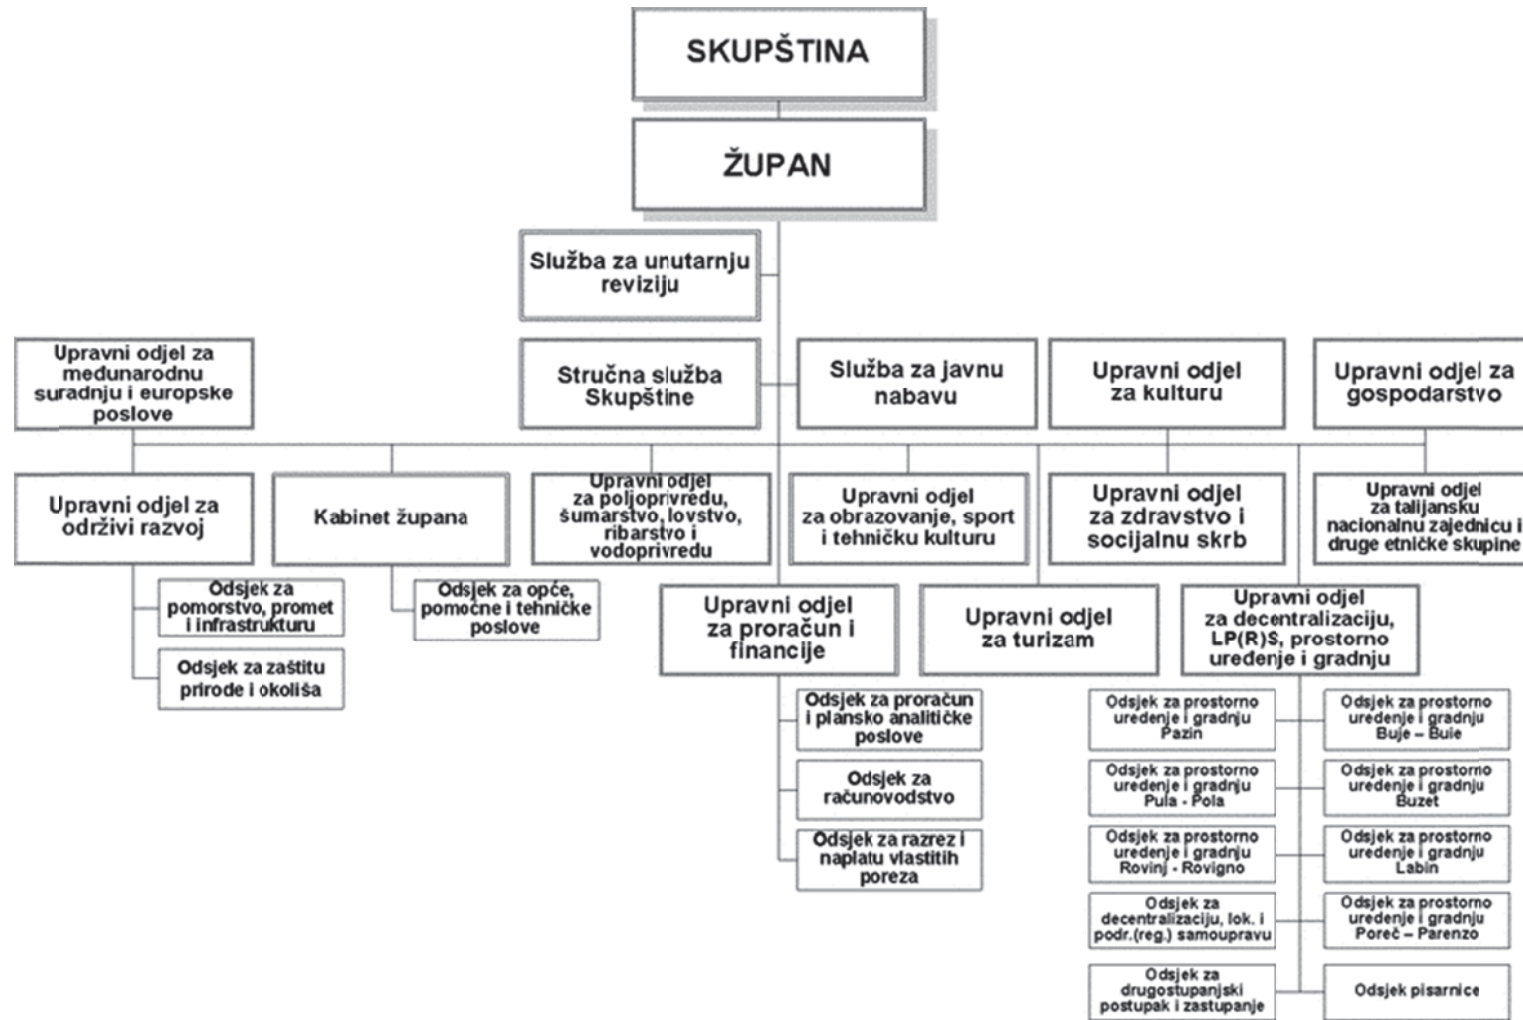 SKUPŠTINA
ŽUPAN
Služba za unutarnju
reviziju
Upravni odjel za
međunarodnu
suradnju i europske
poslove
Stručna služba
Skupštine
Služba za javnu
nabavu
Upravni odjel
za kulturu
Upravni odjel za
gospodarstvo
Upravni odjel za
održivi razvoj
Kabinet župana
Upravni odjel
za poljoprivredu,
šumarstvo, lovstvo,
ribarstvo i
vodoprivredu
Upravni odjel
za obrazovanje, sport
i tehničku kulturu
Upravni odjel
za zdravstvo i
socijalnu skrb
Upravni odjel
za talijansku
nacionalnu zajednicu i
druge etničke skupine
Odsjek za
pomorstvo, promet
i infrastrukturu
Odsjek za zaštitu
prirode i okoliša
Odsjek za opće,
pomoćne i tehničke
poslove
Upravni odjel
za proračun i
financije
Upravni odjel
za turizam
Upravni odjel
za decentralizaciju,
LP(R)S, prostorno
uređenje i gradnju
Odsjek za proračun
i plansko analitičke
poslove
Odsjek za
računovodstvo
Odsjek za razrez i
naplatu vlastitih
poreza
Odsjek za prostorno
uređenje i gradnju
Pazin
Odsjek za prostorno
uređenje i gradnju
Buje – Buie
Odsjek za prostorno
uređenje i gradnju
Pula - Pola
Odsjek za prostorno
uređenje i gradnju
Buzet
Odsjek za prostorno
uređenje i gradnju
Rovinj - Rovigno
Odsjek za prostorno
uređenje i gradnju
Labin
Odsjek za
decentralizaciju, lok. i
podr.(reg.) samoupravu
Odsjek za prostorno
uređenje i gradnju
Poreč – Parenzo
Odsjek za
drugostupanjski
postupak i zastupanje
Odsjek pisarnice